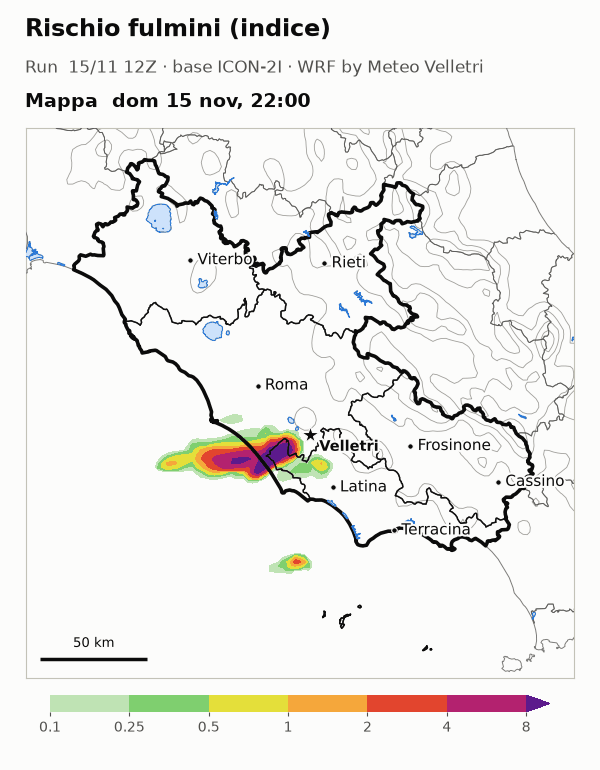 Rischio fulmini (indice)
Run 15/11 12Z · base ICON-2I · WRF by Meteo Velletri
Mappa dom 15 nov, 22:00
Viterbo
Rieti
Roma
Velletri
Frosinone
Latina
Cassino
Terracina
50 km
0.1 0.25 0.5 1 2 4 8